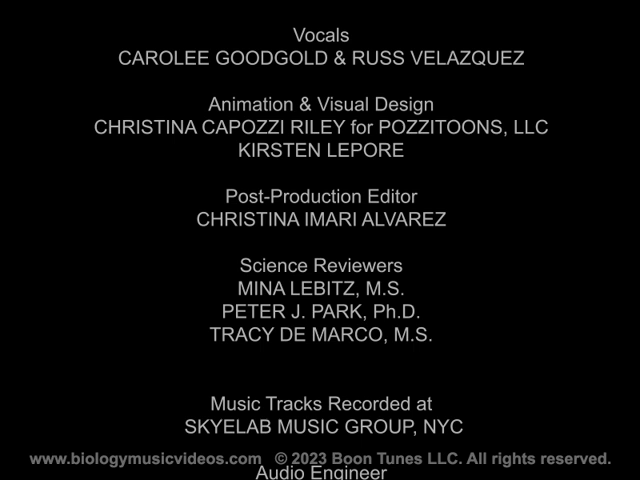 Vocals
CAROLEE GOODGOLD & RUSS VELAZQUEZ
Animation & Visual Design
CHRISTINA CAPOZZI RILEY for POZZITOONS, LLC
KIRSTEN LEPORE
Post-Production Editor
CHRISTINA IMARI ALVAREZ
Science Reviewers
MINA LEBITZ, M.S.
PETER J. PARK, Ph.D.
TRACY DE MARCO, M.S.
Music Tracks Recorded at
SKYELAB MUSIC GROUP, NYC
www.biologymusicvideos.com © 2023 Boon Tunes LLC. All rights reserved.
Audio Engineer